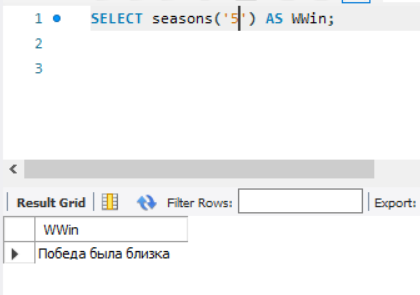 1 SELECT seasons('5') AS WWin;
2
3
Result Grid Filter Rows: Export:
WWin
Победа была близка